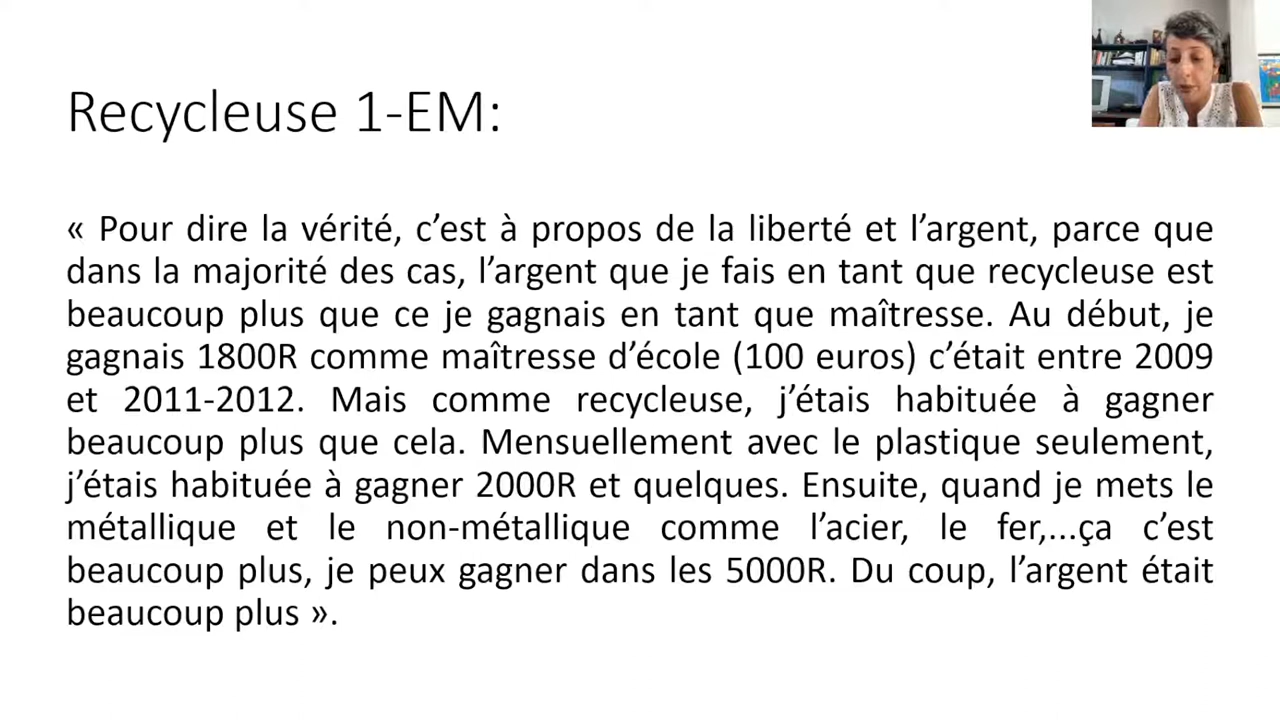 Recycleuse 1-EM:
« Pour dire la vérité, c’est à propos de la liberté et l’argent, parce que
dans la majorité des cas, l’argent que je fais en tant que recycleuse est
beaucoup plus que ce je gagnais en tant que maîtresse. Au début, je
gagnais 1800R comme maîtresse d’école (100 euros) c’était entre 2009
et 2011-2012. Mais comme recycleuse, j’étais habituée à gagner
beaucoup plus que cela. Mensuellement avec le plastique seulement,
j’étais habituée à gagner 2000R et quelques. Ensuite, quand je mets le
métallique et le non-métallique comme l’acier, le fer,...ça c’est
beaucoup plus, je peux gagner dans les 5000R. Du coup, l’argent était
beaucoup plus ».